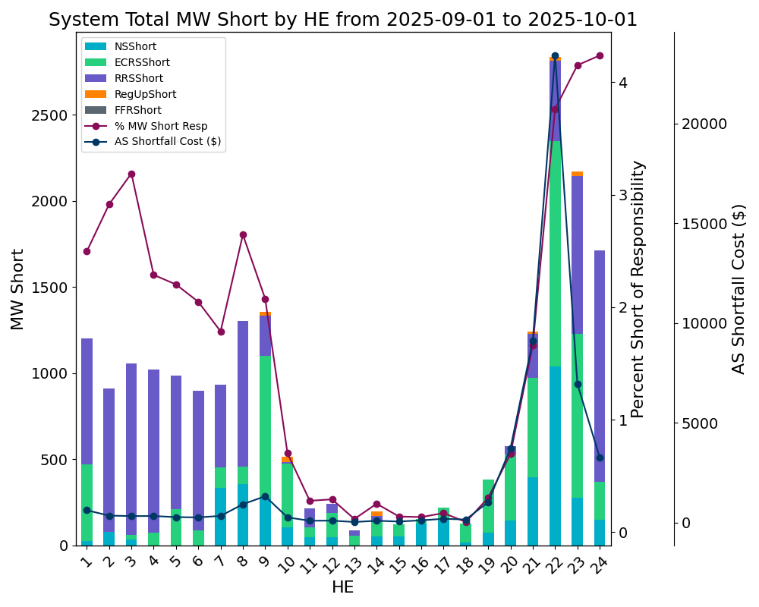 System Total MW Short by HE from 2025-09-01 to 2025-10-01
NSShort
ECRSShort
RRSShort
RegUpShort
FFRShort
% MW Short Resp
AS Shortfall Cost ($)
MW Short
0
500
1000
1500
2000
2500
Percent Short of Responsibility
0
1
2
3
4
AS Shortfall Cost ($)
0
5000
10000
15000
20000
1 2 3 4 5 6 7 8 9 10 11 12 13 14 15 16 17 18 19 20 21 22 23 24
HE